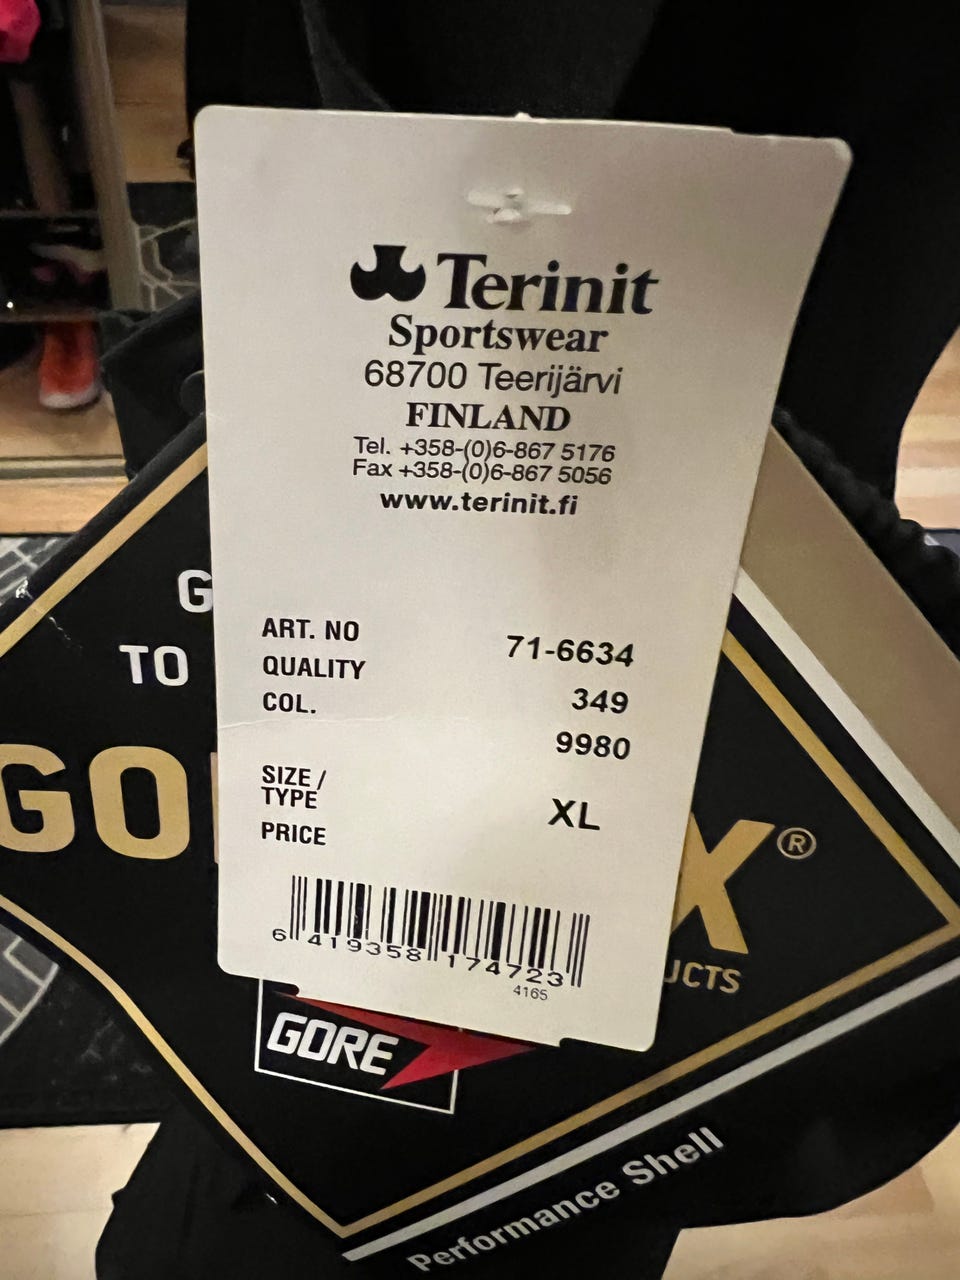 Terinit
Sportswear
68700 Teerijärvi
FINLAND
Tel. +358-(0)6-867 5176
Fax +358-(0)6-867 5056
www.terinit.fi
ART. NO 71-6634
QUALITY 349
COL. 9980
SIZE/
TYPE XL
PRICE
6 419358 174723
4165
G
TO
GO X®
UCTS
GORE
Performance Shell